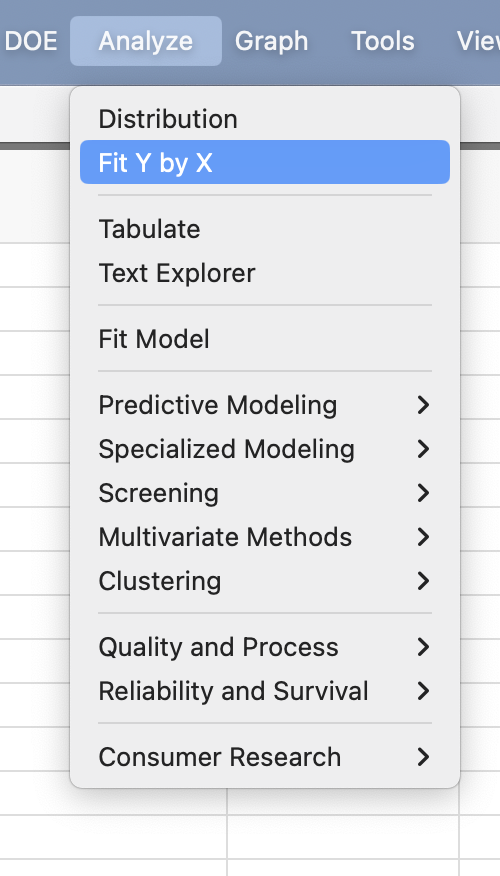 DOE Analyze Graph Tools
Distribution
Fit Y by X
Tabulate
Text Explorer
Fit Model
Predictive Modeling
Specialized Modeling
Screening
Multivariate Methods
Clustering
Quality and Process
Reliability and Survival
Consumer Research